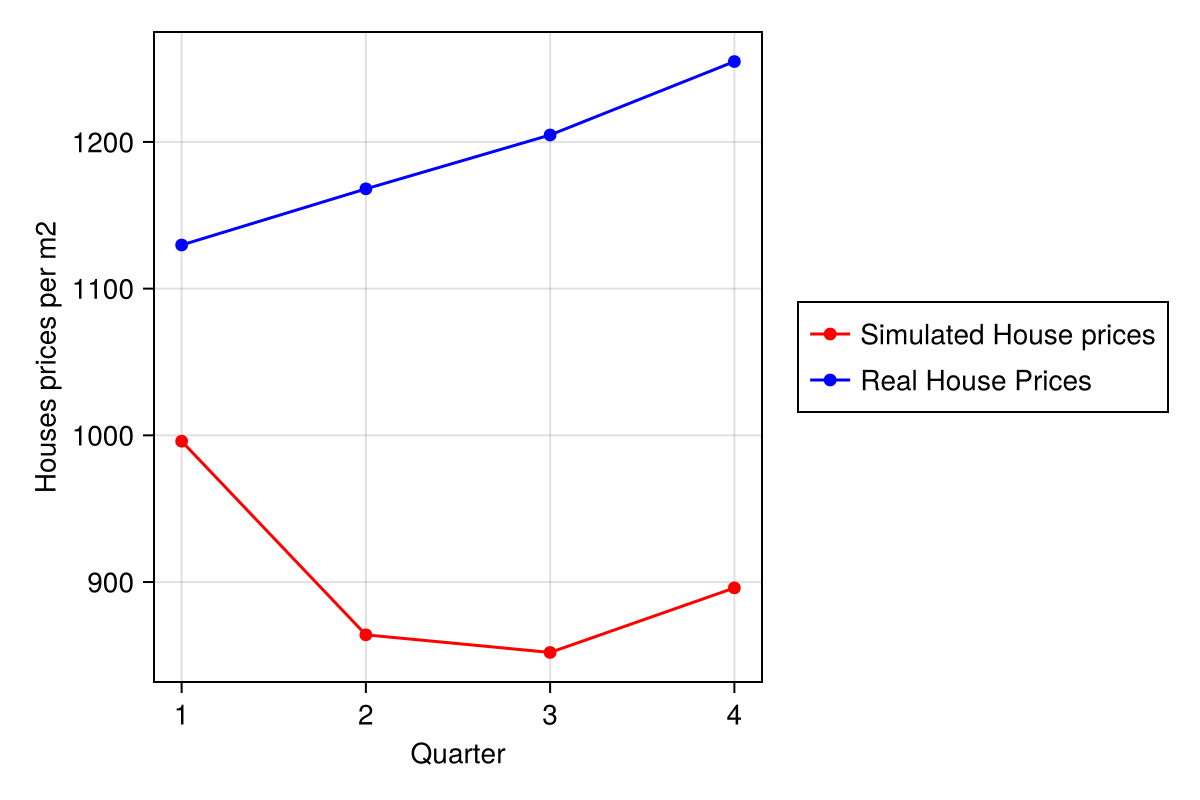 Houses prices per m2
1200
1100
1000
900
1 2 3 4
Quarter
Simulated House prices
Real House Prices